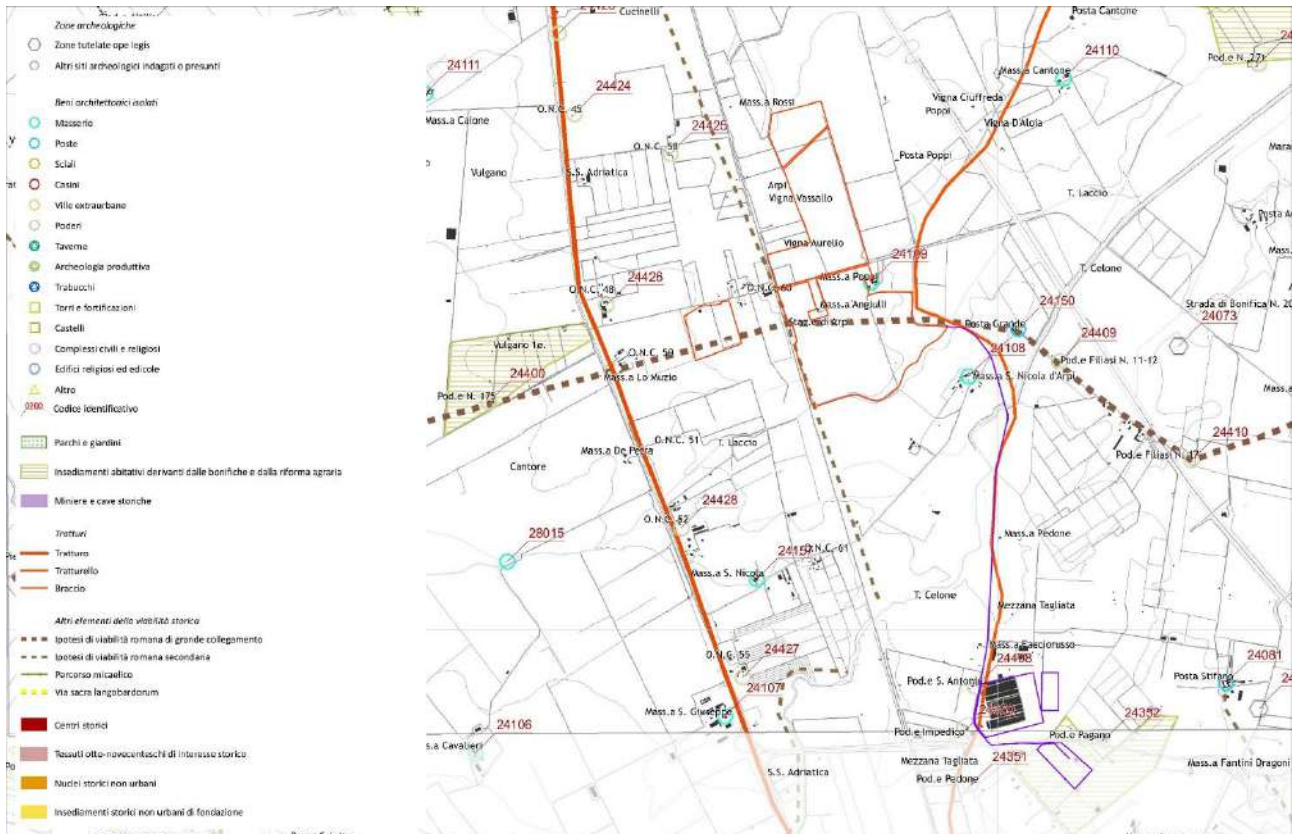 Zone archeologiche
Zone tutelate ope legis
Altri siti archeologici indagati o presunti
Beni architettonici isolati
Masserie
Poste
Sciali
Casini
Ville extraurbane
Poderi
Taverne
Archeologia produttiva
Trabucchi
Torri e fortificazioni
Castelli
Complessi civili e religiosi
Edifici religiosi ed edicole
Altro
0200 Codice identificativo
Parchi e giardini
Insediamenti abitativi derivanti dalle bonifiche e dalla riforma agraria
Miniere e cave storiche
Tratturi
Tratturo
Tratturello
Braccio
Altri elementi della viabilità storica
Ipotesi di viabilità romana di grande collegamento
Ipotesi di viabilità romana secondaria
Percorso micaelico
Via sacra langobardorum
Centri storici
Tessuti otto-novecenteschi di interesse storico
Nuclei storici non urbani
Insediamenti storici non urbani di fondazione
Cucinelli
Posta Cantone
24111
24424
24110
Mass.a Cantone
Pod.e N. 271
O.N.C. 45
Mass.a Rossi
Vigna Ciuffreda
Poppi
Mass.a Caione
24425
Vigna D'Aloia
O.N.C. 58
Posta Poppi
Vulgano
S.S. Adriatica
Arpi
Vigna Vassallo
T. Laccio
Vigna Aurelio
24109
T. Celone
24426
Mass.a Poppi
O.N.C. 48
O.N.C. 60
Mass.a Angiulli
24150
Strada di Bonifica N. 20
24073
Posta Grande
24409
Vulgano 1a.
24108
Pod.e Filiasi N. 11-12
O.N.C. 50
24400
Mass.a Lo Muzio
Mass.a S. Nicola d'Arpi
Pod.e N. 175
24410
O.N.C. 51
T. Laccio
Mass.a De Petra
Cantore
24428
O.N.C. 52
28015
Mass.a Pedone
O.N.C. 61
Mass.a S. Nicola
T. Celone
Mezzana Tagliata
24427
O.N.C. 55
24081
Posta Stifano
24107
Pod.e S. Antonio
Mass.a S. Giuseppe
24352
24106
Pod.e Impedico
Pod.e Pagano
24351
Mezzana Tagliata
Mass.a Fantini Dragoni
S.S. Adriatica
Pod.e Pedone